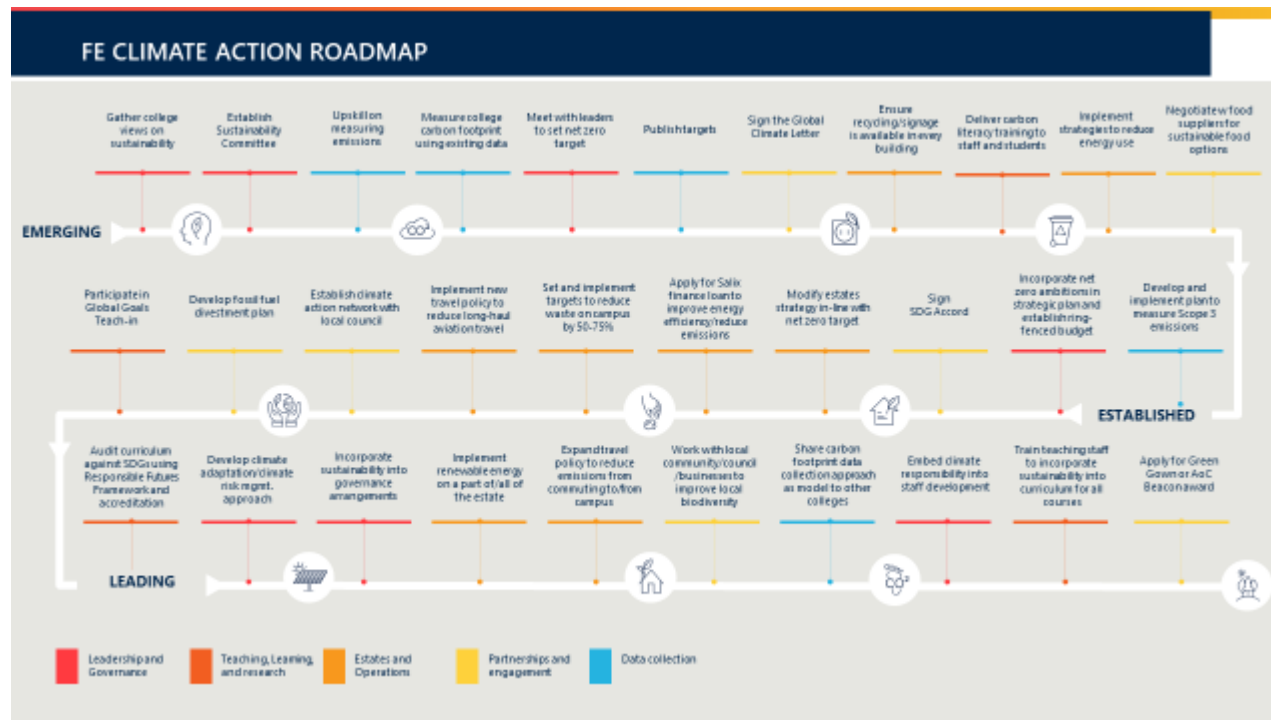 FE CLIMATE ACTION ROADMAP
Gather college
views on
sustainability
Establish
Sustainability
Committee
Upskill on
measuring
emissions
Measure college
carbon footprint
using existing data
Meet with leaders
to set net zero
target
Publish targets
Sign the Global
Climate Letter
Ensure
recycling/signage
is available in every
building
Deliver carbon
literacy training to
staff and students
Implement
strategies to reduce
energy use
Negotiate w food
suppliers for
sustainable food
options
EMERGING
Participate in
Global Goals
Teach-in
Develop fossil fuel
divestment plan
Establish climate
action network with
local council
Implement new
travel policy to
reduce long-haul
aviation travel
Set and implement
targets to reduce
waste on campus
by 50-75%
Apply for Salix
finance loan to
improve energy
efficiency/reduce
emissions
Modify estates
strategy in-line with
net zero target
Sign
SDG Accord
Incorporate net
zero ambitions in
strategic plan and
establish ring-
fenced budget
Develop and
implement plan to
measure Scope 3
emissions
ESTABLISHED
Audit curriculum
against SDGs using
Responsible Futures
Framework and
accreditation
Develop climate
adaptation/climate
risk mgmt.
approach
Incorporate
sustainability into
governance
arrangements
Implement
renewable energy
on a part of/all of
the estate
Expand travel
policy to reduce
emissions from
commuting to/from
campus
Work with local
community/council
/businesses to
improve local
biodiversity
Share carbon
footprint data
collection approach
as model to other
colleges
Embed climate
responsibility into
staff development
Train teaching staff
to incorporate
sustainability into
curriculum for all
courses
Apply for Green
Gown or AoC
Beacon award
LEADING
Leadership and
Governance
Teaching, Learning,
and research
Estates and
Operations
Partnerships and
engagement
Data collection